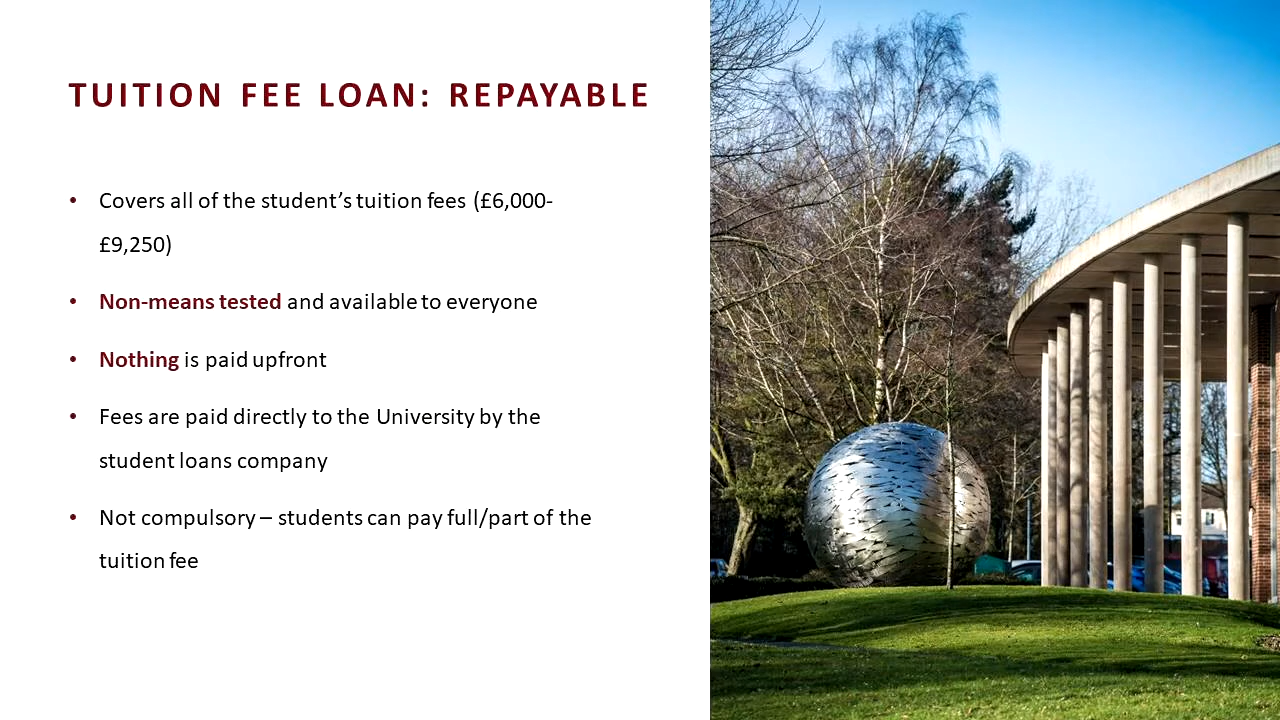 TUITION FEE LOAN: REPAYABLE
• Covers all of the student’s tuition fees (£6,000-
£9,250)
• Non-means tested and available to everyone
• Nothing is paid upfront
• Fees are paid directly to the University by the
student loans company
• Not compulsory – students can pay full/part of the
tuition fee